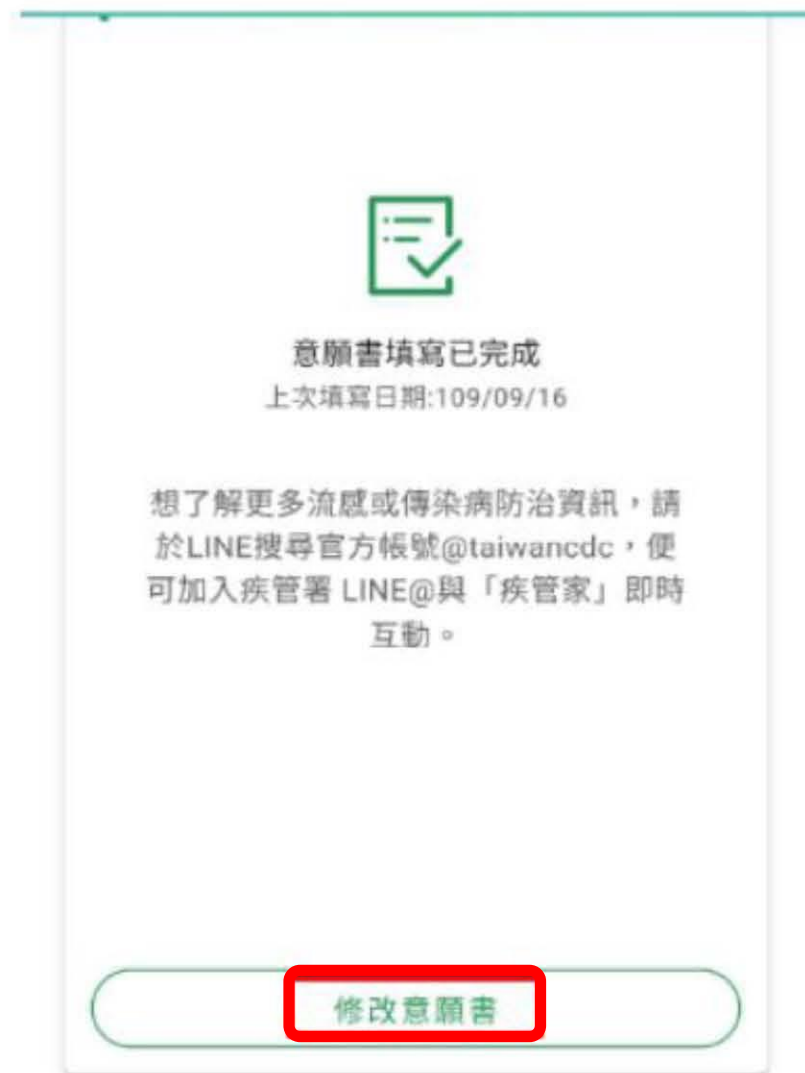 意願書填寫已完成
上次填寫日期:109/09/16
想了解更多流感或傳染病防治資訊，請
於LINE搜尋官方帳號@taiwancdc，便
可加入疾管署 LINE@與「疾管家」即時
互動。
修改意願書